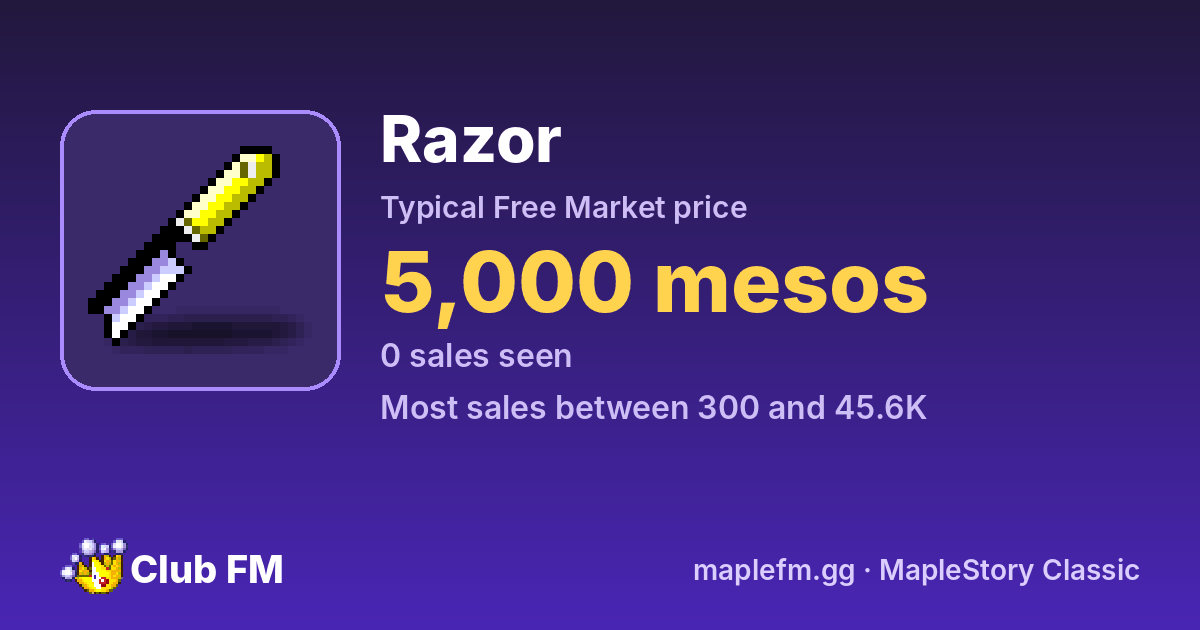 Razor
Typical Free Market price
5,000 mesos
0 sales seen
Most sales between 300 and 45.6K
Club FM
maplefm.gg · MapleStory Classic